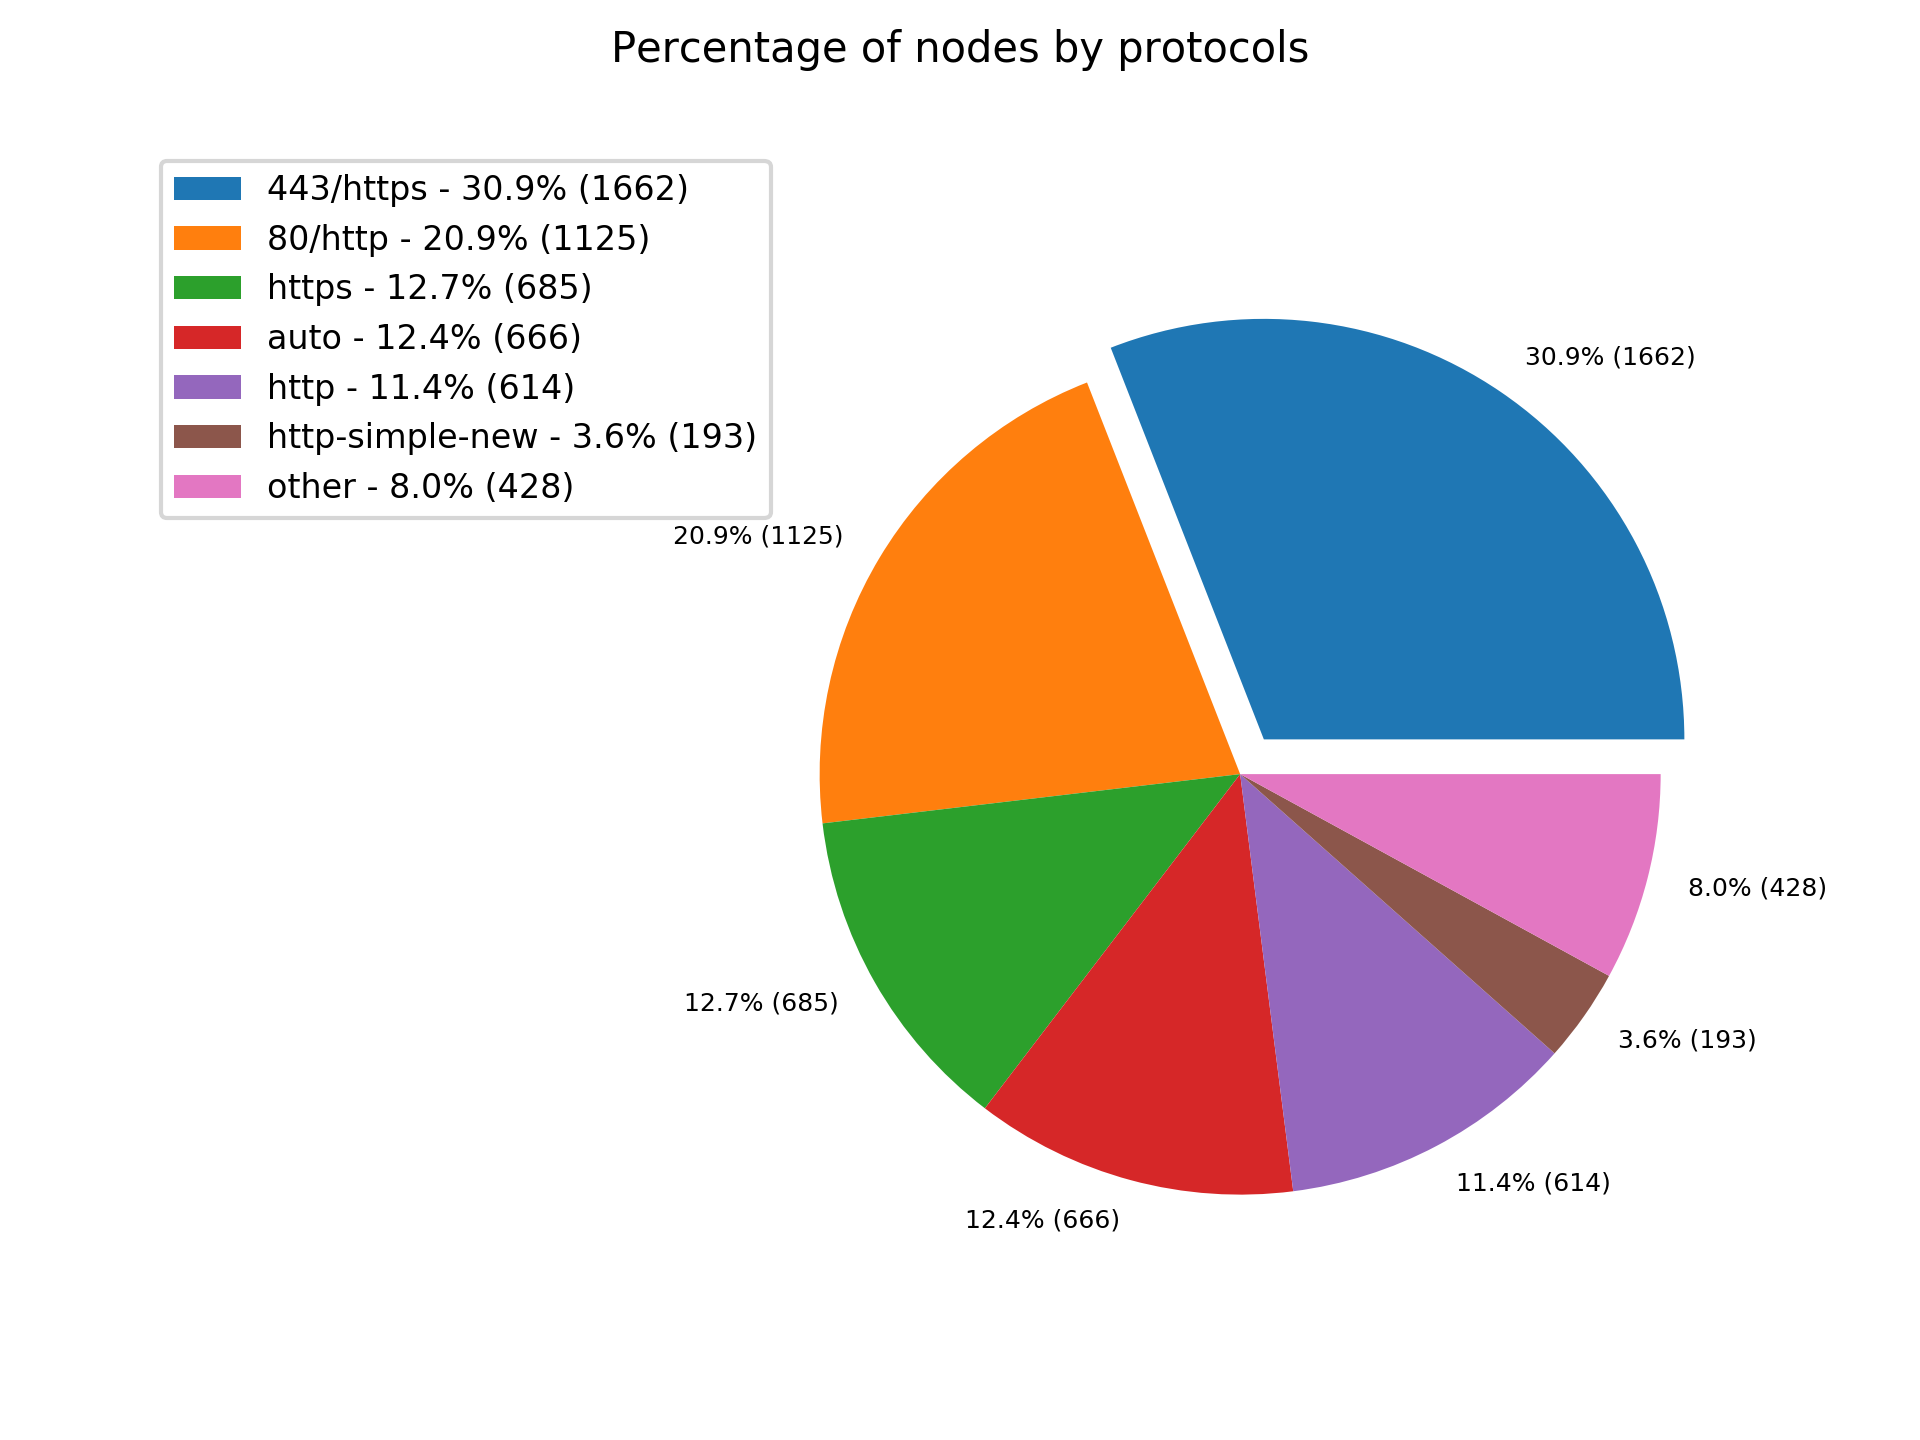 Percentage of nodes by protocols
443/https - 30.9% (1662)
80/http - 20.9% (1125)
https - 12.7% (685)
auto - 12.4% (666)
http - 11.4% (614)
http-simple-new - 3.6% (193)
other - 8.0% (428)
30.9% (1662)
20.9% (1125)
12.7% (685)
12.4% (666)
11.4% (614)
3.6% (193)
8.0% (428)